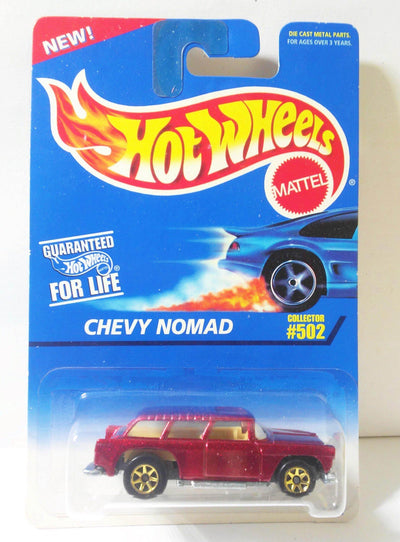 NEW!
DIE CAST METAL PARTS.
FOR AGES OVER 3 YEARS.
Hot Wheels
MATTEL
®
GUARANTEED
Hot Wheels®
FOR LIFE
CHEVY NOMAD
COLLECTOR
#502